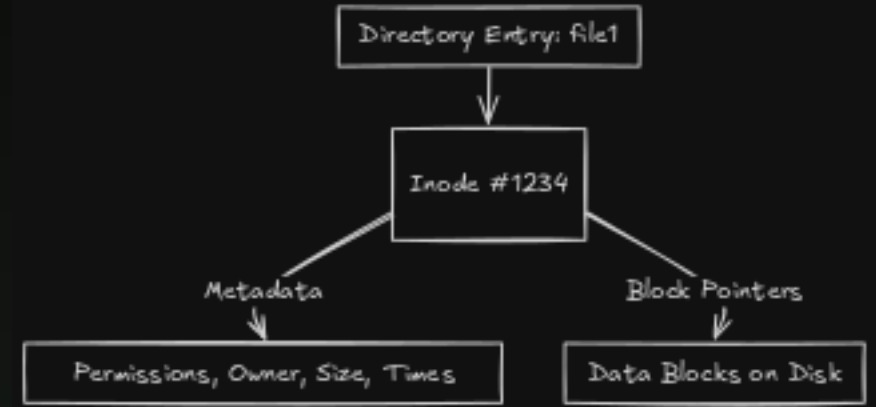 Directory Entry: file1
Inode #1234
Metadata
Block Pointers
Permissions, Owner, Size, Times
Data Blocks on Disk